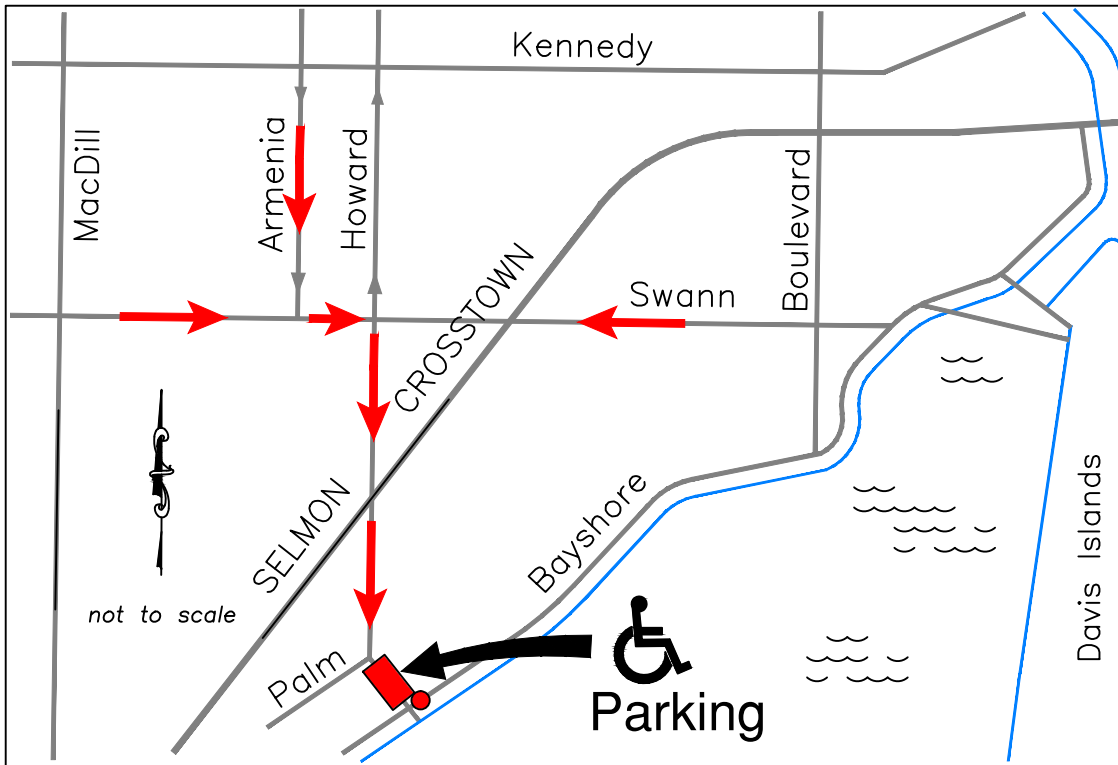 Kennedy
MacDill
Armenia
Howard
Boulevard
Swann
SELMON CROSSTOWN
Bayshore
Davis Islands
not to scale
Palm
Parking